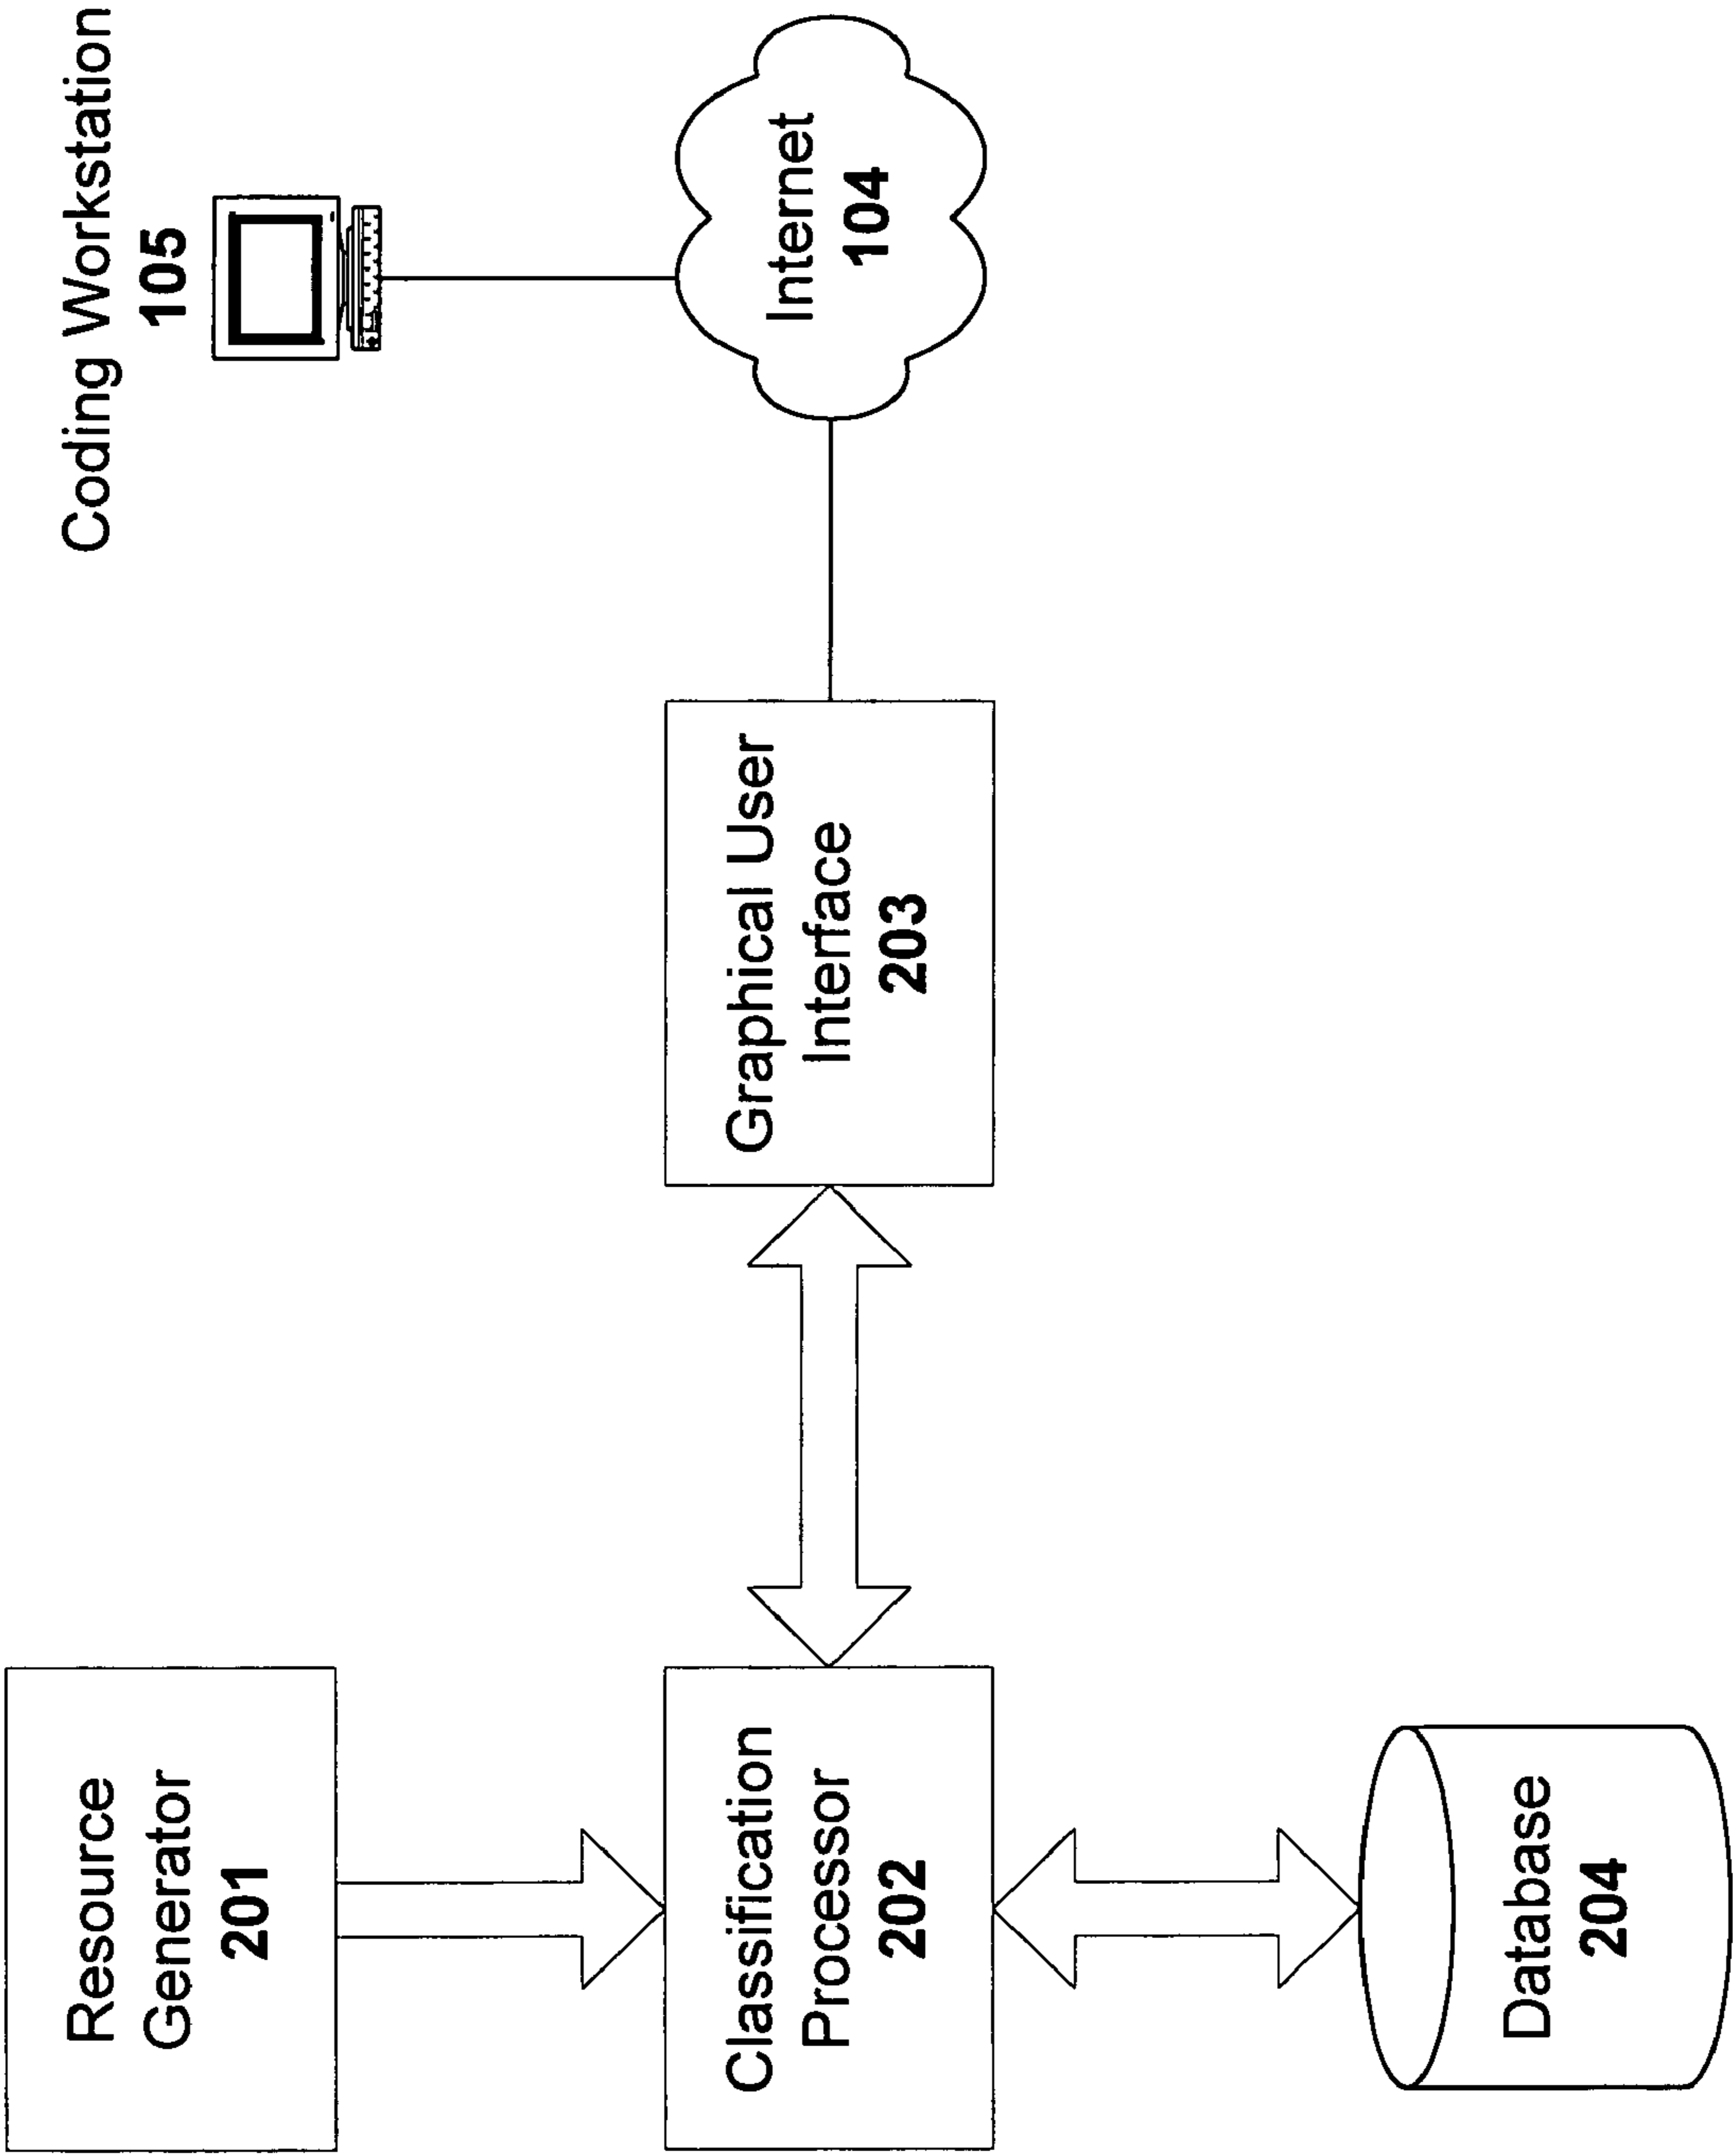 Resource
Generator
201
Classification
Processor
202
Database
204
Graphical User
Interface
203
Coding Workstation
105
Internet
104